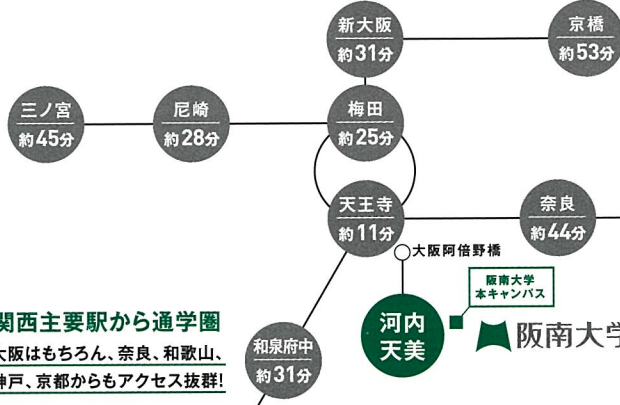 新大阪
約31分
京橋
約53分
三ノ宮
約45分
尼崎
約28分
梅田
約25分
天王寺
約11分
奈良
約44分
大阪阿倍野橋
阪南大学
本キャンパス
河内
天美
阪南大学
関西主要駅から通学圏
大阪はもちろん、奈良、和歌山、
神戸、京都からもアクセス抜群!
和泉府中
約31分